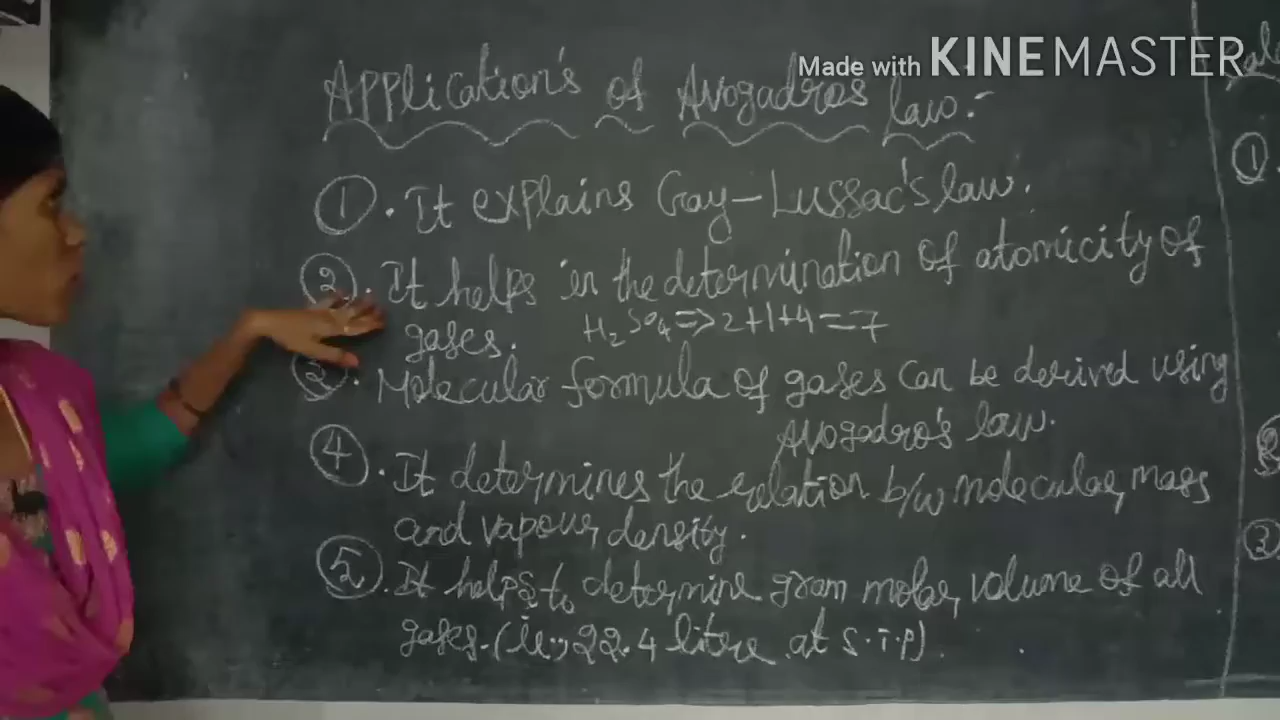 Made with KINEMASTER
Application's of Avogadros law:-
① . It explains Gay-Lussac's law.
② . It helps in the determination of atomicity of
gases. H₂SO₄ => 2+1+4=7
③ . Molecular formula of gases can be derived using
Avogadro's law.
④ . It determines the relation b/w molecular mass
and vapour density.
⑤ . It helps to determine gram molar volume of all
gases. (ie., 22.4 litre at S.T.P)
①
③